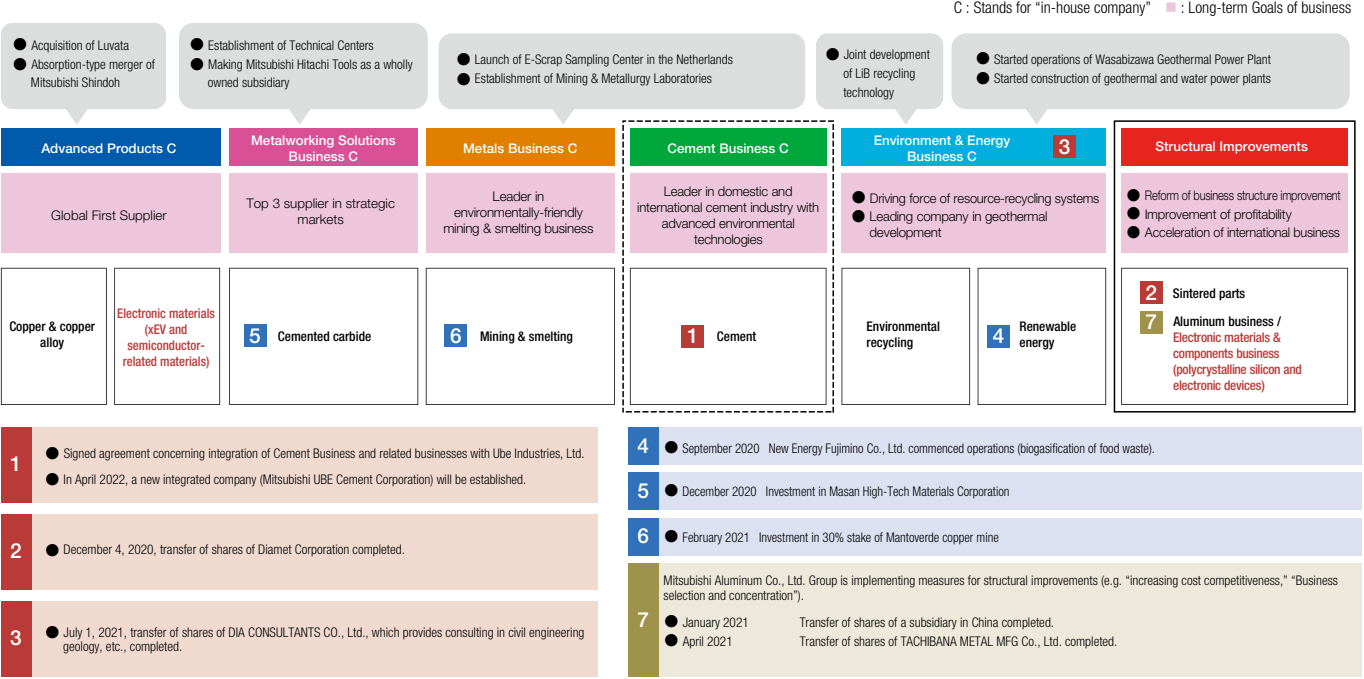 C : Stands for “in-house company” ■ : Long-term Goals of business
● Acquisition of Luvata
● Absorption-type merger of
Mitsubishi Shindoh
● Establishment of Technical Centers
● Making Mitsubishi Hitachi Tools as a wholly
owned subsidiary
● Launch of E-Scrap Sampling Center in the Netherlands
● Establishment of Mining & Metallurgy Laboratories
● Joint development
of LiB recycling
technology
● Started operations of Wasabizawa Geothermal Power Plant
● Started construction of geothermal and water power plants
Advanced Products C
Metalworking Solutions
Business C
Metals Business C
Cement Business C
Environment & Energy
Business C
3
Structural Improvements
Global First Supplier
Top 3 supplier in strategic
markets
Leader in
environmentally-friendly
mining & smelting business
Leader in domestic and
international cement industry with
advanced environmental
technologies
● Driving force of resource-recycling systems
● Leading company in geothermal
development
● Reform of business structure improvement
● Improvement of profitability
● Acceleration of international business
Copper & copper
alloy
Electronic materials
(xEV and
semiconductor-
related materials)
5 Cemented carbide
6 Mining & smelting
1 Cement
Environmental
recycling
4 Renewable
energy
2 Sintered parts
7 Aluminum business /
Electronic materials &
components business
(polycrystalline silicon and
electronic devices)
1
● Signed agreement concerning integration of Cement Business and related businesses with Ube Industries, Ltd.
● In April 2022, a new integrated company (Mitsubishi UBE Cement Corporation) will be established.
2
● December 4, 2020, transfer of shares of Diamet Corporation completed.
3
● July 1, 2021, transfer of shares of DIA CONSULTANTS CO., Ltd., which provides consulting in civil engineering
geology, etc., completed.
4 ● September 2020 New Energy Fujimino Co., Ltd. commenced operations (biogasification of food waste).
5 ● December 2020 Investment in Masan High-Tech Materials Corporation
6 ● February 2021 Investment in 30% stake of Mantoverde copper mine
7
Mitsubishi Aluminum Co., Ltd. Group is implementing measures for structural improvements (e.g. “increasing cost competitiveness,” “Business
selection and concentration”).
● January 2021 Transfer of shares of a subsidiary in China completed.
● April 2021 Transfer of shares of TACHIBANA METAL MFG Co., Ltd. completed.